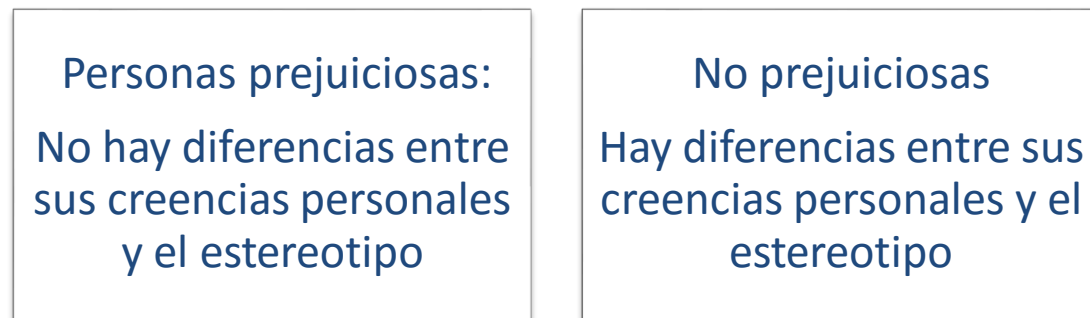 Personas prejuiciosas:
No hay diferencias entre
sus creencias personales
y el estereotipo
No prejuiciosas
Hay diferencias entre sus
creencias personales y el
estereotipo